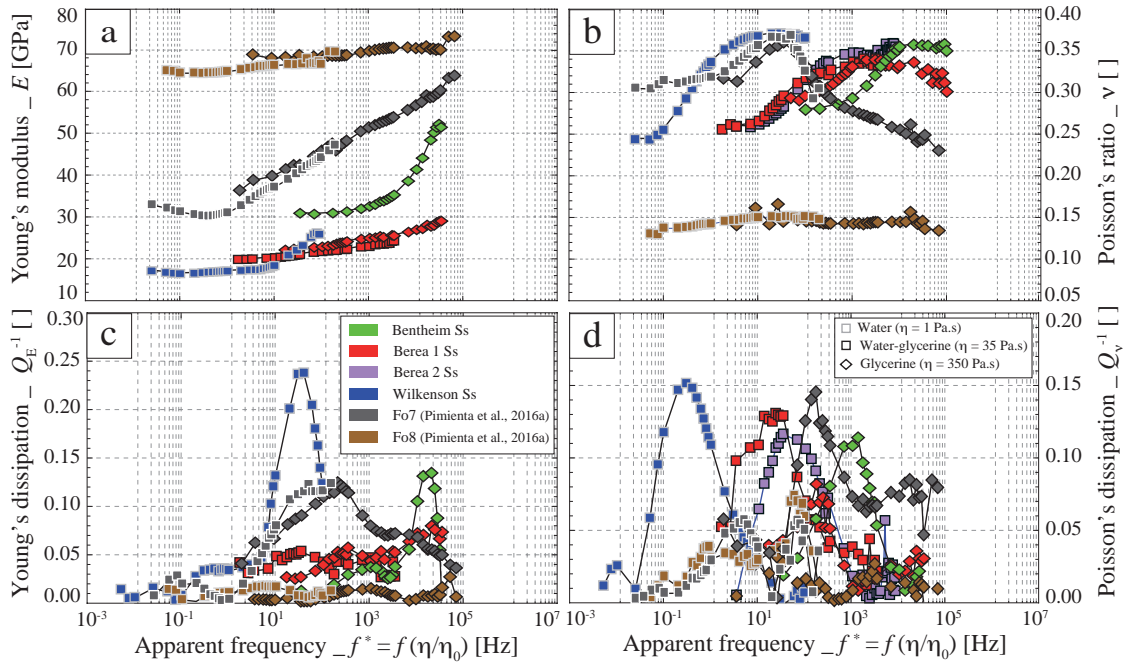 a
Young's modulus _ E [GPa]
80
70
60
50
40
30
20
10
b
Poisson's ratio _ ν [ ]
0.40
0.35
0.30
0.25
0.20
0.15
0.10
0.05
c
Young's dissipation _ Q_E^-1 [ ]
0.30
0.25
0.20
0.15
0.10
0.05
0.00
Bentheim Ss
Berea 1 Ss
Berea 2 Ss
Wilkenson Ss
Fo7 (Pimienta et al., 2016a)
Fo8 (Pimienta et al., 2016a)
d
Poisson's dissipation _ Q_ν^-1 [ ]
0.20
0.15
0.10
0.05
0.00
Water (η = 1 Pa.s)
Water-glycerine (η = 35 Pa.s)
Glycerine (η = 350 Pa.s)
10^-3 10^-1 10^1 10^3 10^5 10^7
10^-3 10^-1 10^1 10^3 10^5 10^7
Apparent frequency _ f* = f (η/η_0) [Hz]
Apparent frequency _ f* = f (η/η_0) [Hz]